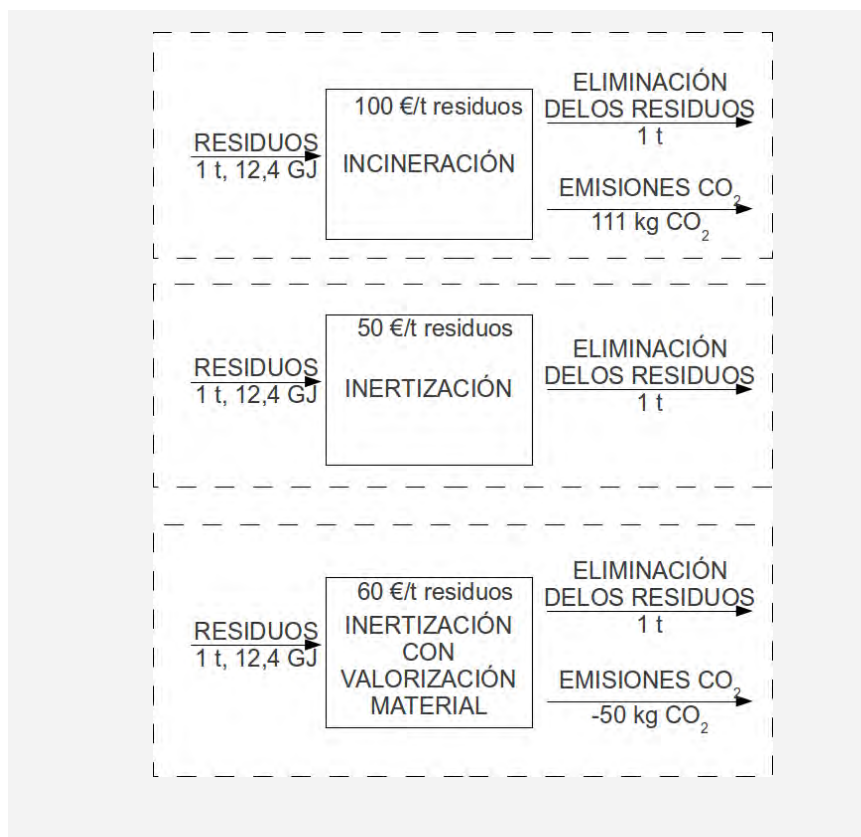 100 €/t residuos
INCINERACIÓN
RESIDUOS
1 t, 12,4 GJ
ELIMINACIÓN
DELOS RESIDUOS
1 t
EMISIONES CO2
111 kg CO2
50 €/t residuos
INERTIZACIÓN
RESIDUOS
1 t, 12,4 GJ
ELIMINACIÓN
DELOS RESIDUOS
1 t
60 €/t residuos
INERTIZACIÓN
CON
VALORIZACIÓN
MATERIAL
RESIDUOS
1 t, 12,4 GJ
ELIMINACIÓN
DELOS RESIDUOS
1 t
EMISIONES CO2
-50 kg CO2